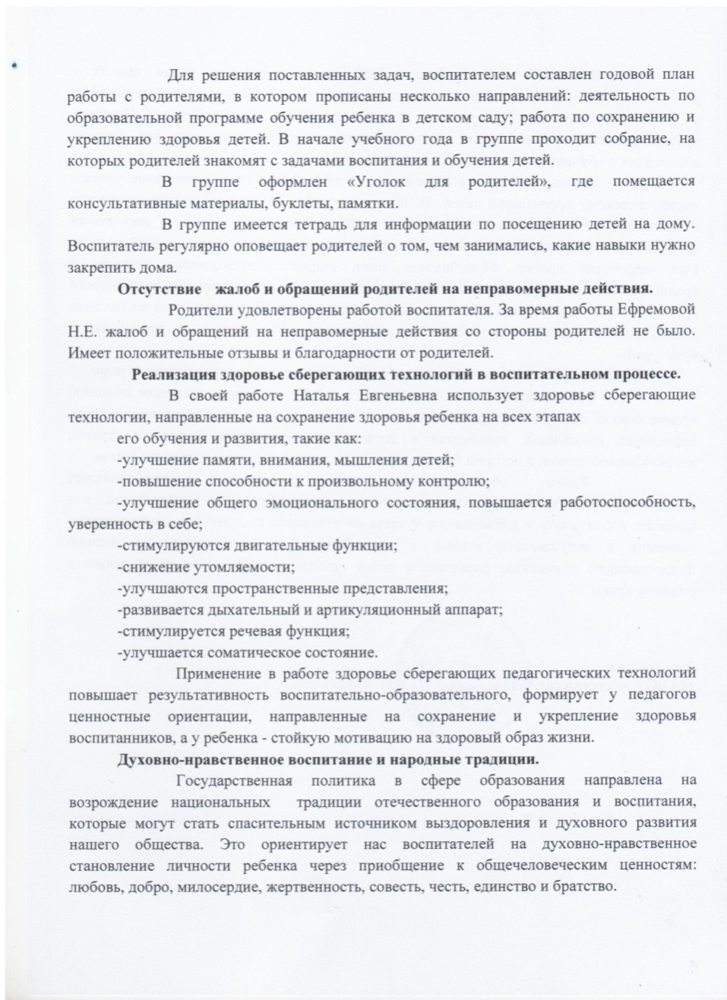 Для решения поставленных задач, воспитателем составлен годовой план
работы с родителями, в котором прописаны несколько направлений: деятельность по
образовательной программе обучения ребенка в детском саду; работа по сохранению и
укреплению здоровья детей. В начале учебного года в группе проходит собрание, на
которых родителей знакомят с задачами воспитания и обучения детей.
В группе оформлен «Уголок для родителей», где помещается
консультативные материалы, буклеты, памятки.
В группе имеется тетрадь для информации по посещению детей на дому.
Воспитатель регулярно оповещает родителей о том, чем занимались, какие навыки нужно
закрепить дома.
Отсутствие жалоб и обращений родителей на неправомерные действия.
Родители удовлетворены работой воспитателя. За время работы Ефремовой
Н.Е. жалоб и обращений на неправомерные действия со стороны родителей не было.
Имеет положительные отзывы и благодарности от родителей.
Реализация здоровье сберегающих технологий в воспитательном процессе.
В своей работе Наталья Евгеньевна использует здоровье сберегающие
технологии, направленные на сохранение здоровья ребенка на всех этапах
его обучения и развития, такие как:
-улучшение памяти, внимания, мышления детей;
-повышение способности к произвольному контролю;
-улучшение общего эмоционального состояния, повышается работоспособность,
уверенность в себе;
-стимулируются двигательные функции;
-снижение утомляемости;
-улучшаются пространственные представления;
-развивается дыхательный и артикуляционный аппарат;
-стимулируется речевая функция;
-улучшается соматическое состояние.
Применение в работе здоровье сберегающих педагогических технологий
повышает результативность воспитательно-образовательного, формирует у педагогов
ценностные ориентации, направленные на сохранение и укрепление здоровья
воспитанников, а у ребенка - стойкую мотивацию на здоровый образ жизни.
Духовно-нравственное воспитание и народные традиции.
Государственная политика в сфере образования направлена на
возрождение национальных традиции отечественного образования и воспитания,
которые могут стать спасительным источником выздоровления и духовного развития
нашего общества. Это ориентирует нас воспитателей на духовно-нравственное
становление личности ребенка через приобщение к общечеловеческим ценностям:
любовь, добро, милосердие, жертвенность, совесть, честь, единство и братство.